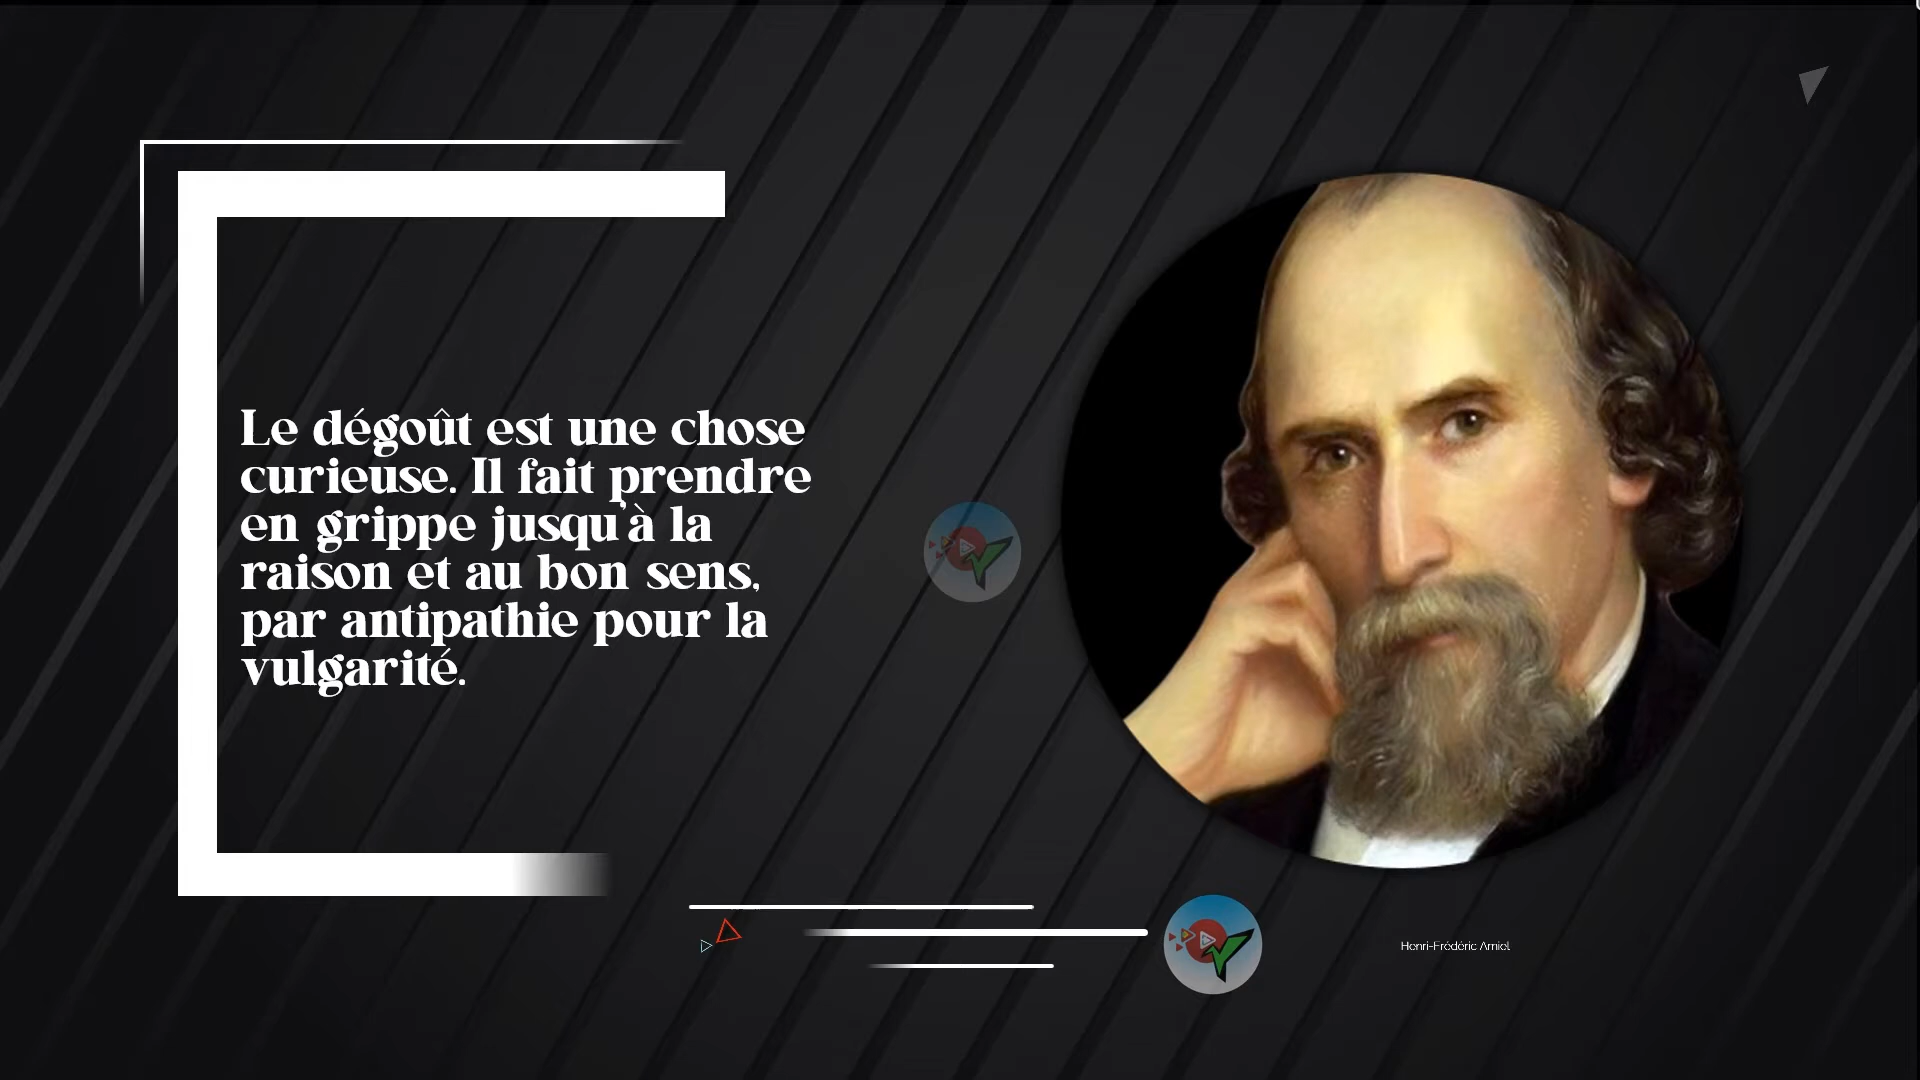 Le dégoût est une chose
curieuse. Il fait prendre
en grippe jusqu'à la
raison et au bon sens,
par antipathie pour la
vulgarité.
Henri-Frédéric Amiel